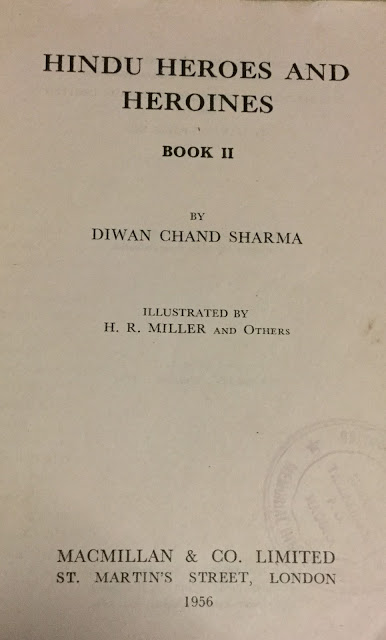 HINDU HEROES AND
HEROINES
BOOK II
BY
DIWAN CHAND SHARMA
ILLUSTRATED BY
H. R. MILLER AND OTHERS
MACMILLAN & CO. LIMITED
ST. MARTIN'S STREET, LONDON
1956